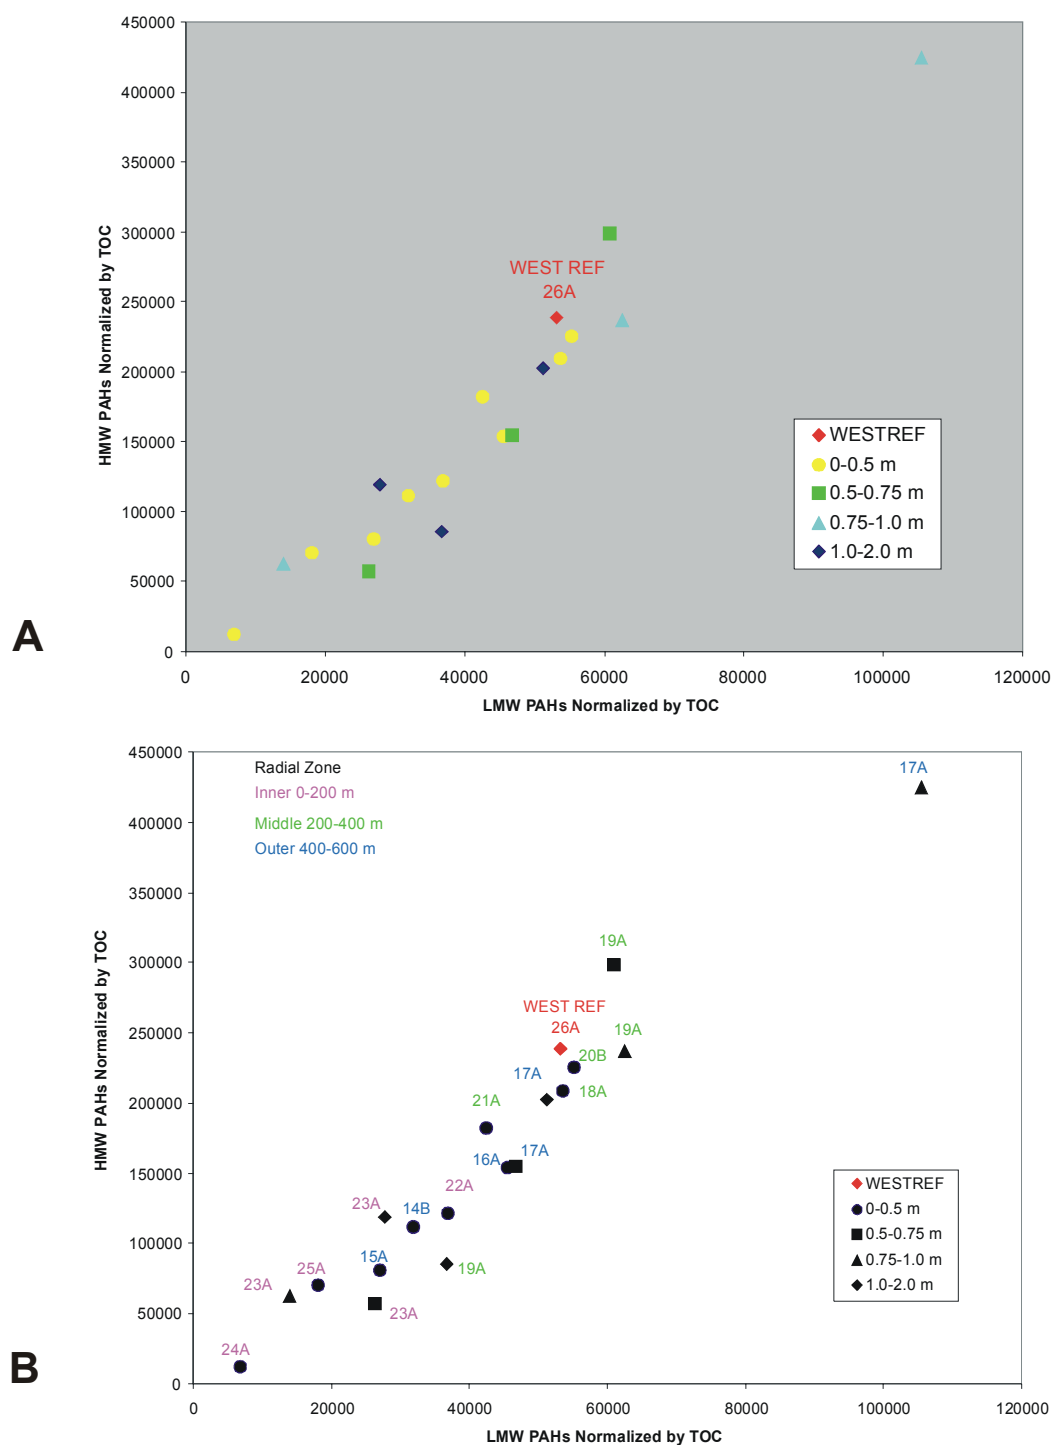 450000
400000
350000
300000
250000
200000
150000
100000
50000
0
HMW PAHs Normalized by TOC
WEST REF
26A
WESTREF
0-0.5 m
0.5-0.75 m
0.75-1.0 m
1.0-2.0 m
A
0 20000 40000 60000 80000 100000 120000
LMW PAHs Normalized by TOC
450000
400000
350000
300000
250000
200000
150000
100000
50000
0
HMW PAHs Normalized by TOC
Radial Zone
Inner 0-200 m
Middle 200-400 m
Outer 400-600 m
17A
19A
WEST REF
26A
19A
20B
17A
18A
21A
17A
16A
22A
23A
14B
15A
19A
25A
23A
23A
24A
WESTREF
0-0.5 m
0.5-0.75 m
0.75-1.0 m
1.0-2.0 m
B
0 20000 40000 60000 80000 100000 120000
LMW PAHs Normalized by TOC